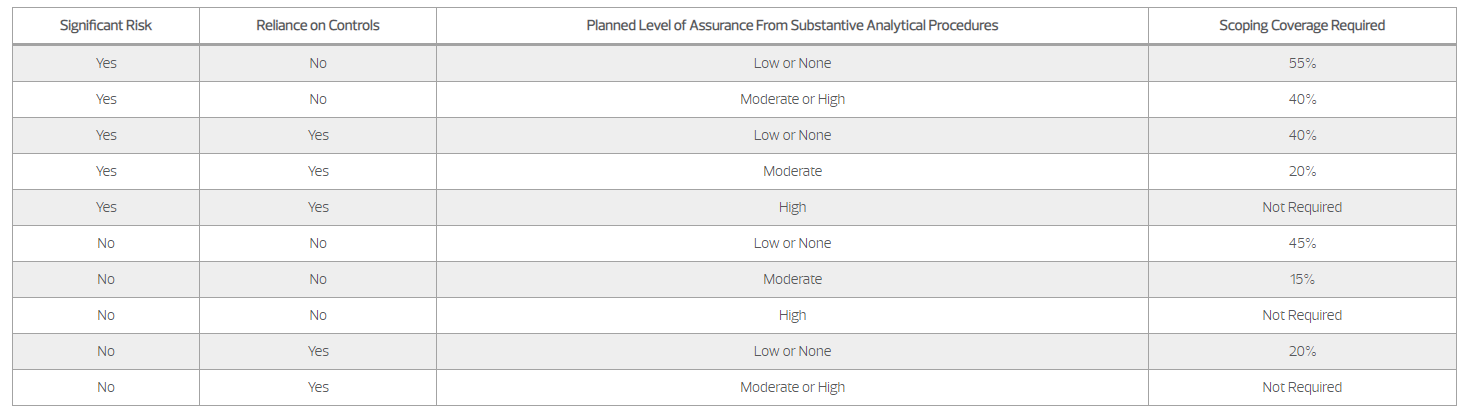 Significant Risk Reliance on Controls Planned Level of Assurance From Substantive Analytical Procedures Scoping Coverage Required
Yes No Low or None 55%
Yes No Moderate or High 40%
Yes Yes Low or None 40%
Yes Yes Moderate 20%
Yes Yes High Not Required
No No Low or None 45%
No No Moderate 15%
No No High Not Required
No Yes Low or None 20%
No Yes Moderate or High Not Required